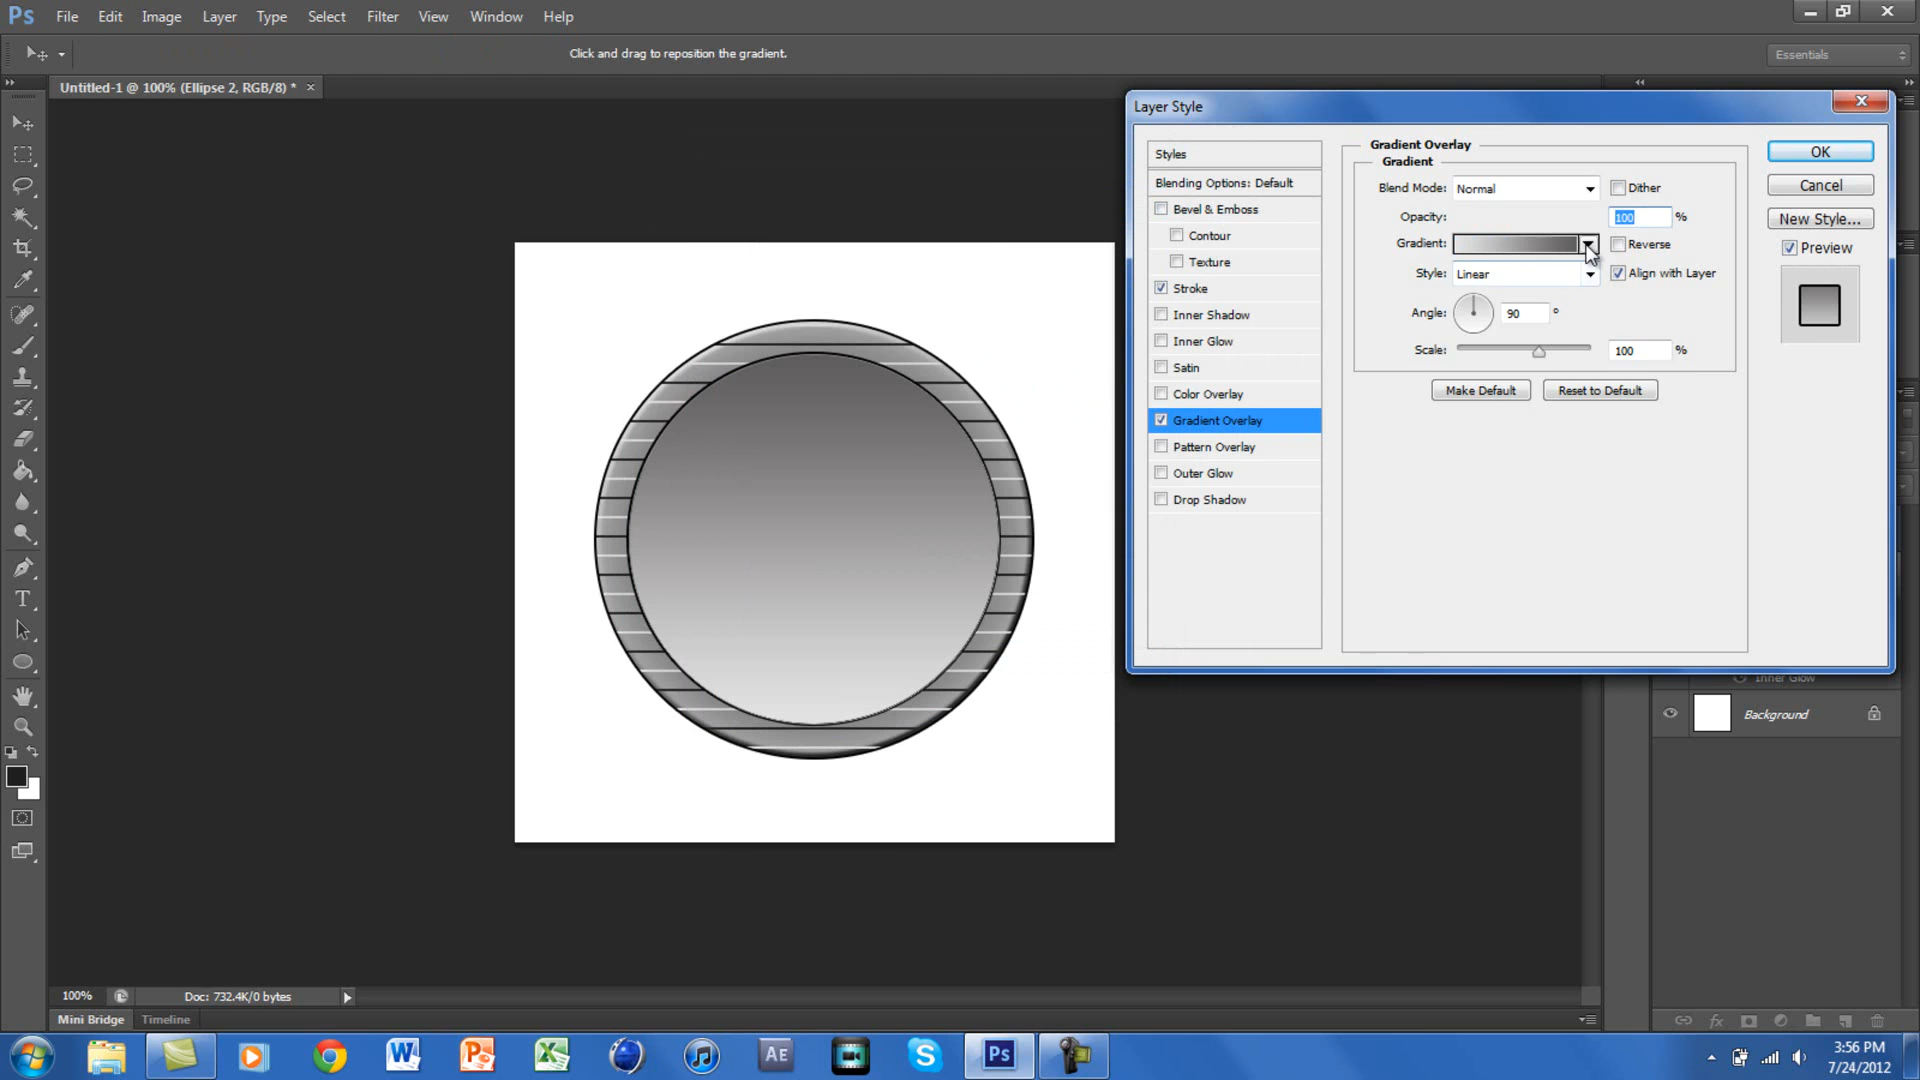 Ps File Edit Image Layer Type Select Filter View Window Help
Click and drag to reposition the gradient.
Essentials
Untitled-1 @ 100% (Ellipse 2, RGB/8) *
Layer Style
Styles
Blending Options: Default
Bevel & Emboss
Contour
Texture
Stroke
Inner Shadow
Inner Glow
Satin
Color Overlay
Gradient Overlay
Pattern Overlay
Outer Glow
Drop Shadow
Gradient Overlay
Gradient
Blend Mode: Normal Dither
Opacity: 100 %
Gradient: Reverse
Style: Linear Align with Layer
Angle: 90 °
Scale: 100 %
Make Default Reset to Default
OK
Cancel
New Style...
Preview
Inner Glow
Background
100% Doc: 732.4K/0 bytes
Mini Bridge Timeline
AE
Ps
3:56 PM
7/24/2012